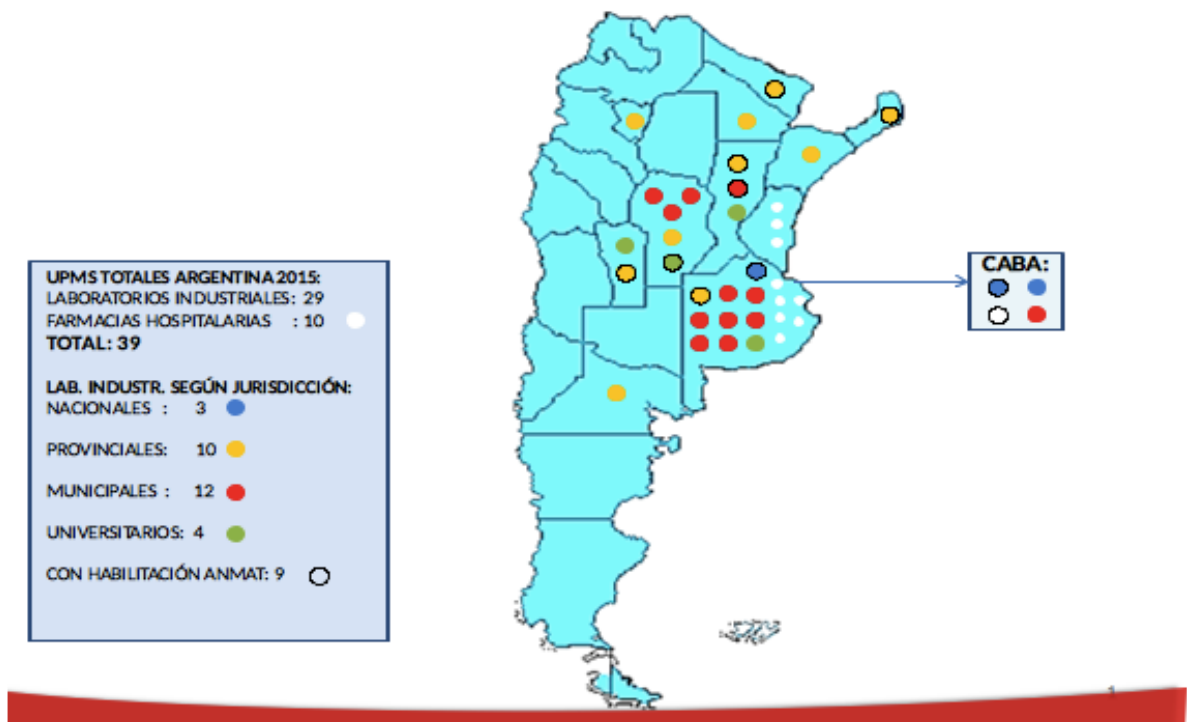 UPMS TOTALES ARGENTINA 2015:
LABORATORIOS INDUSTRIALES: 29
FARMACIAS HOSPITALARIAS : 10
TOTAL: 39
LAB. INDUSTR. SEGÚN JURISDICCIÓN:
NACIONALES : 3
PROVINCIALES: 10
MUNICIPALES : 12
UNIVERSITARIOS: 4
CON HABILITACIÓN ANMAT: 9
CABA:
1